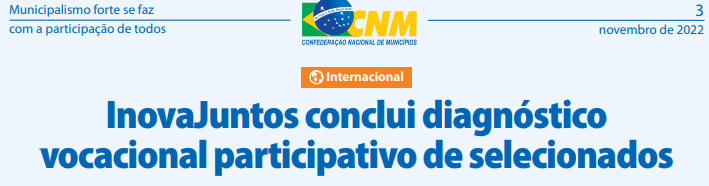 Municipalismo forte se faz
com a participação de todos
CNM
CONFEDERAÇÃO NACIONAL DE MUNICÍPIOS
3
novembro de 2022
Internacional
InovaJuntos conclui diagnóstico
vocacional participativo de selecionados